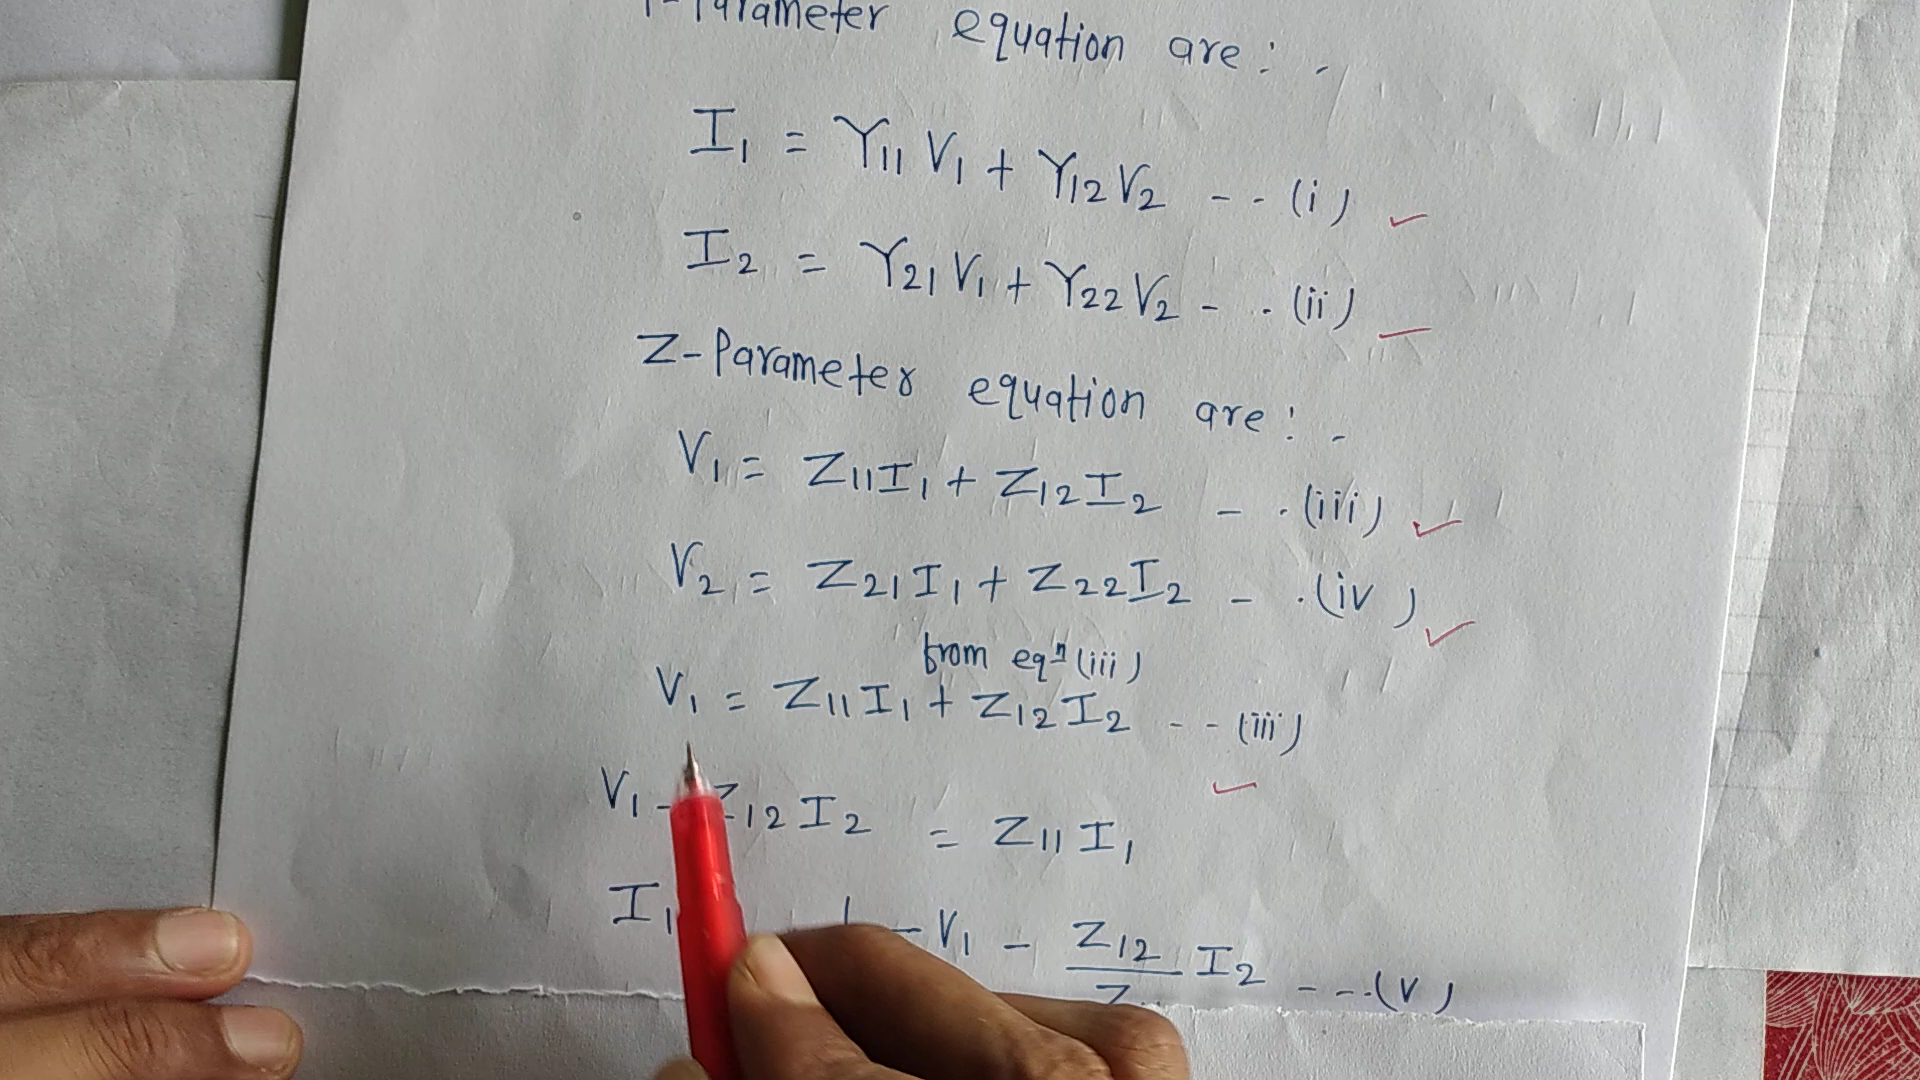 Parameter equation are : -
I1 = Y11 V1 + Y12 V2 - - - (i)
I2 = Y21 V1 + Y22 V2 - - - (ii)
Z-Parameter equation are : -
V1 = Z11 I1 + Z12 I2 - - (iii)
V2 = Z21 I1 + Z22 I2 - - (iv)
from eqn (iii)
V1 = Z11 I1 + Z12 I2 - - (iii)
V1 - Z12 I2 = Z11 I1
I1 V1 - Z12 I2 - - - (v)